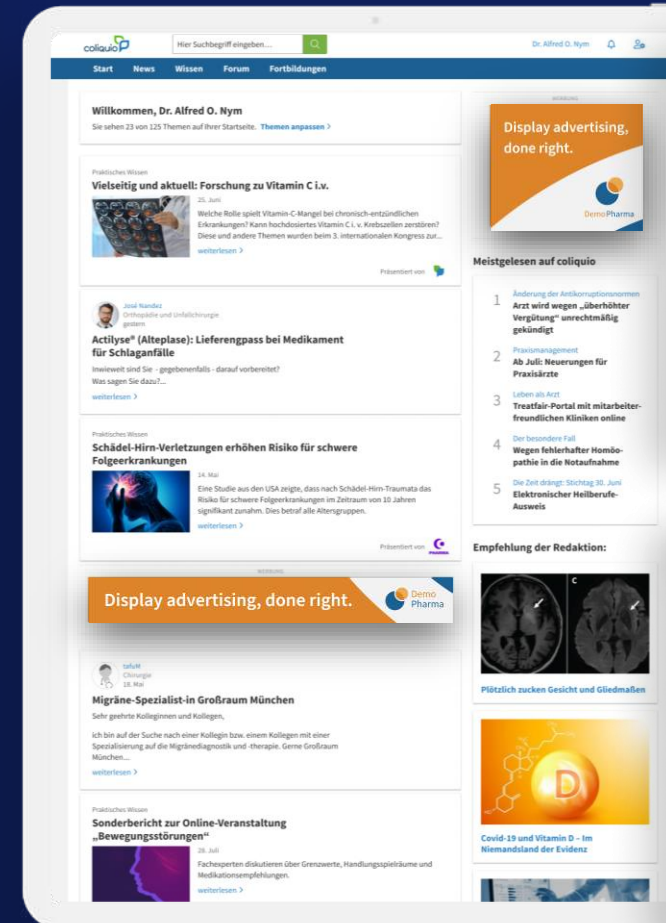 coliquio
Hier Suchbegriff eingeben…
Dr. Alfred O. Nym
Start News Wissen Forum Fortbildungen
Willkommen, Dr. Alfred O. Nym
Sie sehen 23 von 125 Themen auf Ihrer Startseite. Themen anpassen >
Praktisches Wissen
Vielseitig und aktuell: Forschung zu Vitamin C i.v.
25. Juni
Welche Rolle spielt Vitamin-C-Mangel bei chronisch-entzündlichen
Erkrankungen? Kann hochdosiertes Vitamin C i. v. Krebszellen zerstören?
Diese und andere Themen wurden beim 3. internationalen Kongress zur...
weiterlesen >
Präsentiert von
José Nandez
Orthopädie und Unfallchirurgie
gestern
Actilyse® (Alteplase): Lieferengpass bei Medikament
für Schlaganfälle
Inwieweit sind Sie - gegebenenfalls - darauf vorbereitet?
Was sagen Sie dazu?...
weiterlesen >
Praktisches Wissen
Schädel-Hirn-Verletzungen erhöhen Risiko für schwere
Folgeerkrankungen
14. Mai
Eine Studie aus den USA zeigte, dass nach Schädel-Hirn-Traumata das
Risiko für schwere Folgeerkrankungen im Zeitraum von 10 Jahren
signifikant zunahm. Dies betraf alle Altersgruppen.
weiterlesen >
Präsentiert von
PHARMA
WERBUNG
Display advertising, done right.
Demo
Pharma
tafuM
Chirurgie
18. Mai
Migräne-Spezialist-in Großraum München
Sehr geehrte Kolleginnen und Kollegen,
ich bin auf der Suche nach einer Kollegin bzw. einem Kollegen mit einer
Spezialisierung auf die Migränediagnostik und -therapie. Gerne Großraum
München...
weiterlesen >
Praktisches Wissen
Sonderbericht zur Online-Veranstaltung
„Bewegungsstörungen“
28. Juli
Fachexperten diskutieren über Grenzwerte, Handlungsspielräume und
Medikationsempfehlungen.
weiterlesen >
WERBUNG
Display advertising,
done right.
DemoPharma
Meistgelesen auf coliquio
1
Änderung der Antikorruptionsnormen
Arzt wird wegen „überhöhter
Vergütung“ unrechtmäßig
gekündigt
2
Praxismanagement
Ab Juli: Neuerungen für
Praxisärzte
3
Leben als Arzt
Treatfair-Portal mit mitarbeiter-
freundlichen Kliniken online
4
Der besondere Fall
Wegen fehlerhafter Homöo-
pathie in die Notaufnahme
5
Die Zeit drängt: Stichtag 30. Juni
Elektronischer Heilberufe-
Ausweis
Empfehlung der Redaktion:
C
Plötzlich zucken Gesicht und Gliedmaßen
D
Covid-19 und Vitamin D – Im
Niemandsland der Evidenz